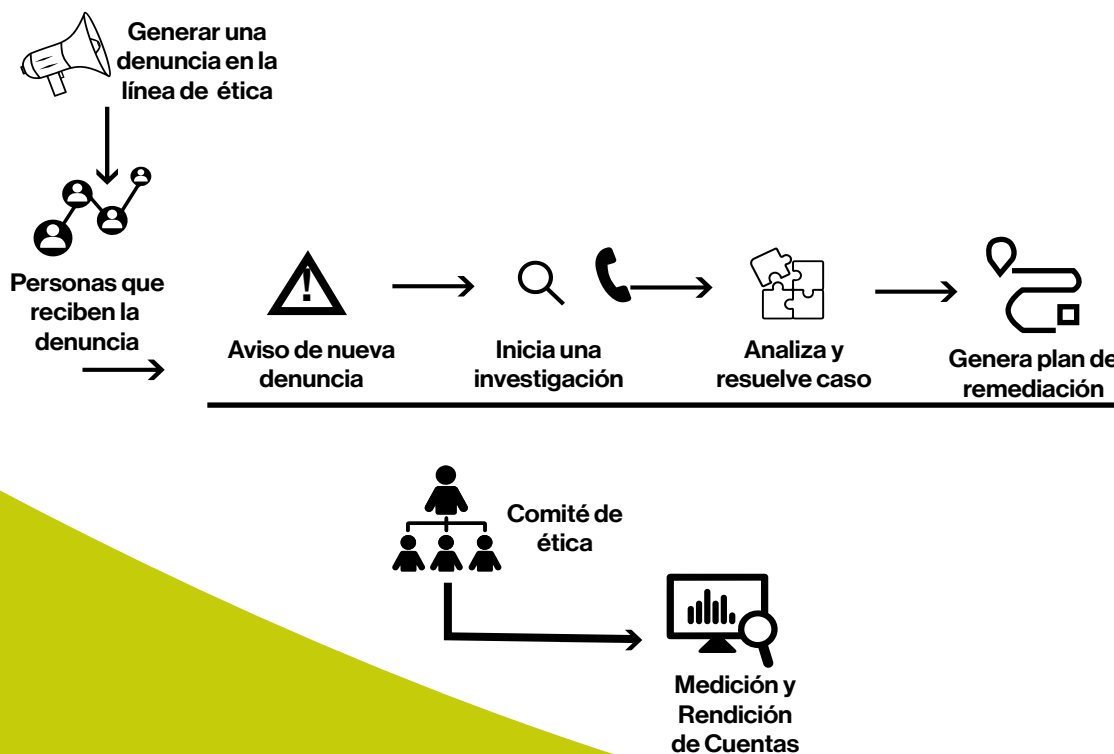 Generar una
denuncia en la
línea de ética
Personas que
reciben la
denuncia
Aviso de nueva
denuncia
Inicia una
investigación
Analiza y
resuelve caso
Genera plan de
remediación
Comité de
ética
Medición y
Rendición
de Cuentas